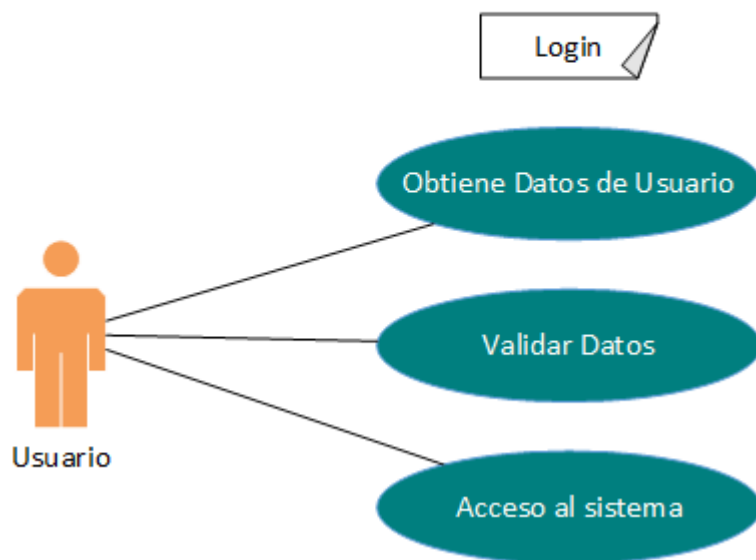 Login
Obtiene Datos de Usuario
Validar Datos
Usuario
Acceso al sistema